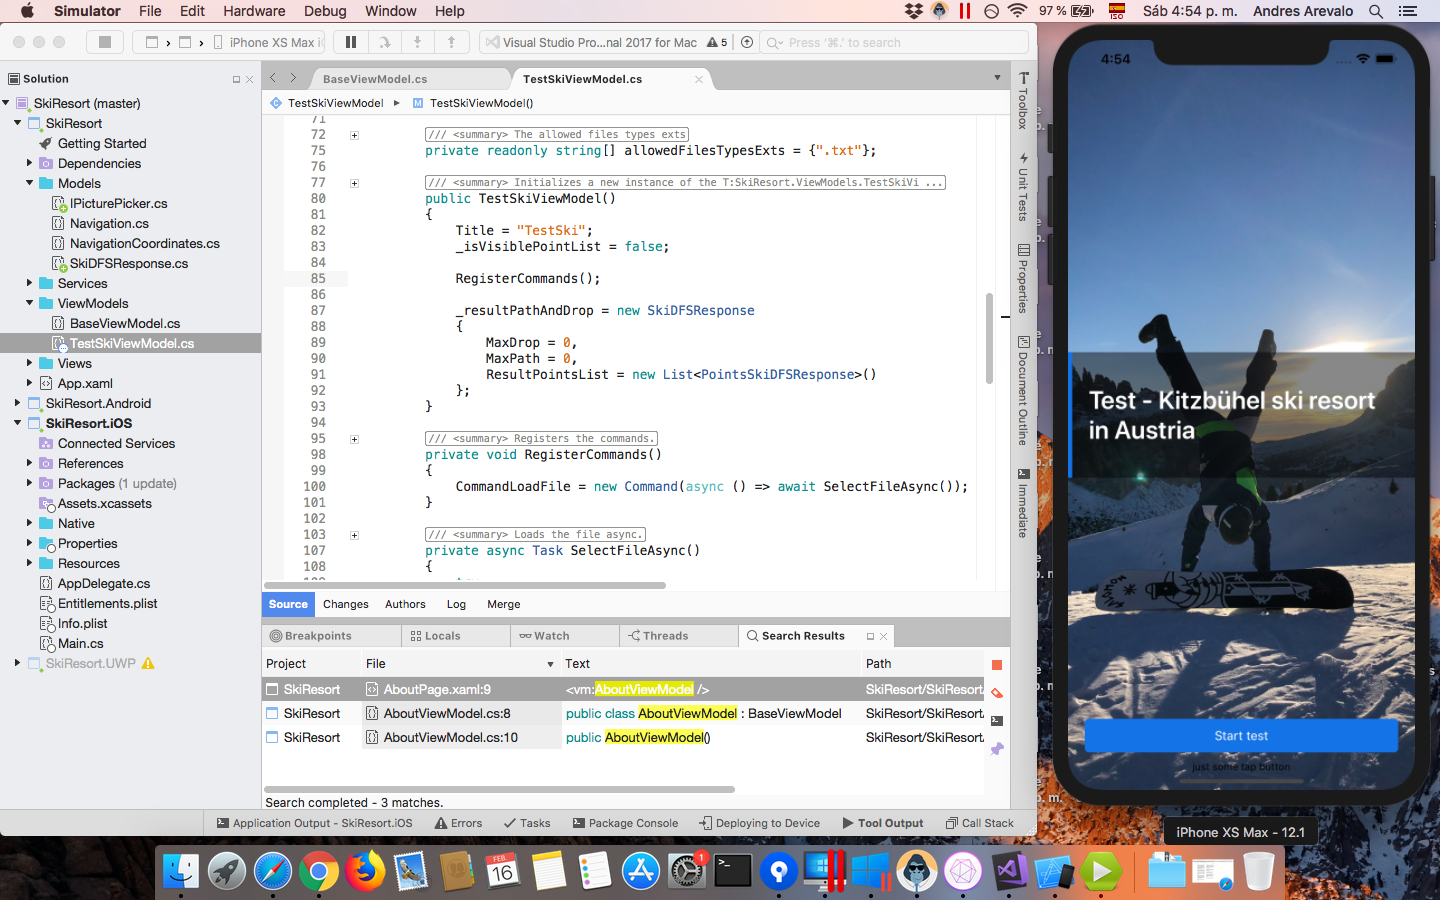 Simulator File Edit Hardware Debug Window Help
97 % ISO Sáb 4:54 p. m. Andres Arevalo
iPhone XS Max i
Visual Studio Pro...nal 2017 for Mac 5
Press '⌘.' to search
Solution
SkiResort (master)
SkiResort
Getting Started
Dependencies
Models
IPicturePicker.cs
Navigation.cs
NavigationCoordinates.cs
SkiDFSResponse.cs
Services
ViewModels
BaseViewModel.cs
TestSkiViewModel.cs
Views
App.xaml
SkiResort.Android
SkiResort.iOS
Connected Services
References
Packages (1 update)
Assets.xcassets
Native
Properties
Resources
AppDelegate.cs
Entitlements.plist
Info.plist
Main.cs
SkiResort.UWP
BaseViewModel.cs
TestSkiViewModel.cs
TestSkiViewModel
TestSkiViewModel()
71
72 /// <summary> The allowed files types exts
75 private readonly string[] allowedFilesTypesExts = {".txt"};
76
77 /// <summary> Initializes a new instance of the T:SkiResort.ViewModels.TestSkiVi ...
80 public TestSkiViewModel()
81 {
82 Title = "TestSki";
83 _isVisiblePointList = false;
84
85 RegisterCommands();
86
87 _resultPathAndDrop = new SkiDFSResponse
88 {
89 MaxDrop = 0,
90 MaxPath = 0,
91 ResultPointsList = new List<PointsSkiDFSResponse>()
92 };
93 }
94
95 /// <summary> Registers the commands.
98 private void RegisterCommands()
99 {
100 CommandLoadFile = new Command(async () => await SelectFileAsync());
101 }
102
103 /// <summary> Loads the file async.
107 private async Task SelectFileAsync()
108 {
Source Changes Authors Log Merge
Toolbox
Unit Tests
Properties
Document Outline
Immediate
Breakpoints Locals Watch Threads Search Results
Project File Text Path
SkiResort AboutPage.xaml:9 <vm:AboutViewModel /> SkiResort/SkiResort/
SkiResort AboutViewModel.cs:8 public class AboutViewModel : BaseViewModel SkiResort/SkiResort/
SkiResort AboutViewModel.cs:10 public AboutViewModel() SkiResort/SkiResort/
Search completed - 3 matches.
Application Output - SkiResort.iOS Errors Tasks Package Console Deploying to Device Tool Output Call Stack
4:54
Test - Kitzbühel ski resort
in Austria
Start test
just some tap button
iPhone XS Max - 12.1
FEB.
16
1